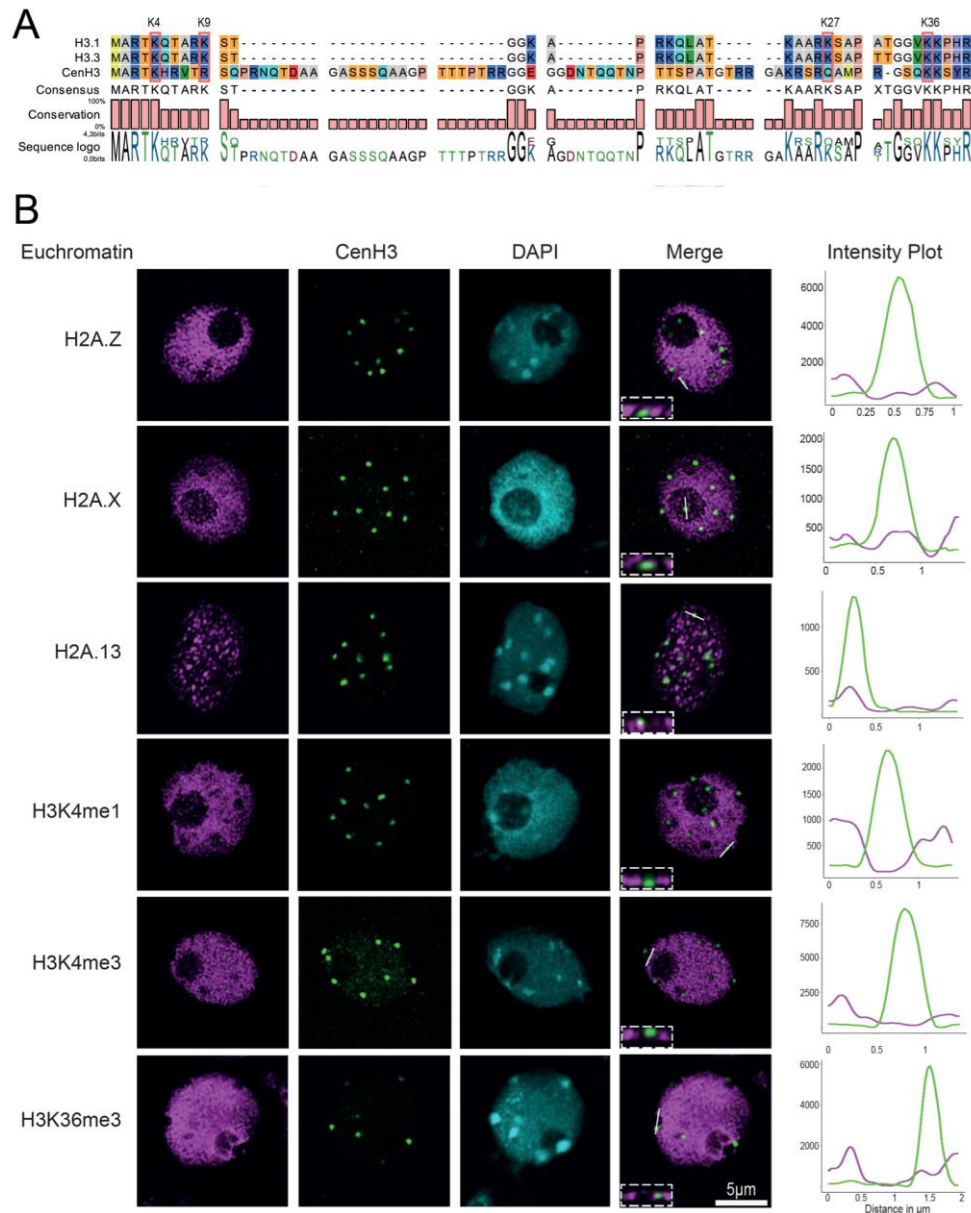 A
K4 K9 K27 K36
H3.1 MARTKQTARK ST-------- ---------- -------GGK A--------P RKQLAT---- --KAARKSAP ATGGVKKPHR
H3.3 MARTKQTARK ST-------- ---------- -------GGK A--------P RKQLAT---- --KAARKSAP ATGGVKKPHR
CenH3 MARTKHRVTR SQPRNQTDAA GASSSQAAGP TTTPTRRGGE GGDNTQQTNP TTSPATGTRR GAKRSRQAMP R-GSQKKSYR
Consensus MARTKQTARK ST-------- ---------- -------GGK A--------P RKQLAT---- --KAARKSAP XTGGVKKPHR
100%
Conservation
0%
4,3bits
Sequence logo
0,0bits
B
Euchromatin CenH3 DAPI Merge Intensity Plot
H2A.Z
6000
4000
2000
0 0.25 0.5 0.75 1
H2A.X
2000
1500
1000
500
0 0.5 1
H2A.13
1000
500
0 0.5 1
H3K4me1
2000
1500
1000
500
0 0.5 1
H3K4me3
7500
5000
2500
0 0.5 1
H3K36me3
6000
4000
2000
0 0.5 1 1.5 2
5µm
Distance in µm